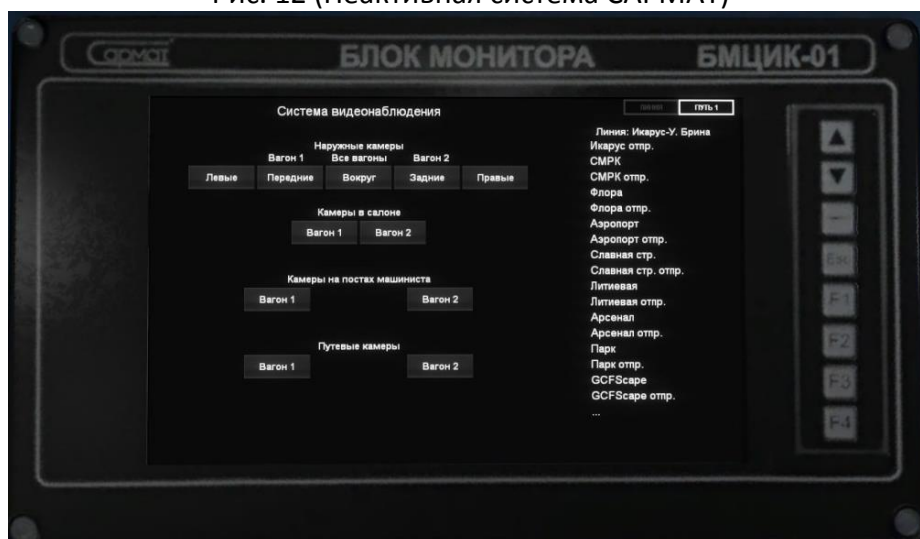 Рис. 12 (Неактивная система САРМАТ)
Сармат БЛОК МОНИТОРА БМЦИК-01
Система видеонаблюдения
Наружные камеры
Вагон 1 Все вагоны Вагон 2
Левые Передние Вокруг Задние Правые
Камеры в салоне
Вагон 1 Вагон 2
Камеры на постах машиниста
Вагон 1 Вагон 2
Путевые камеры
Вагон 1 Вагон 2
ПУТЬ 1
Линия: Икарус-У. Брина
Икарус отпр.
СМРК
СМРК отпр.
Флора
Флора отпр.
Аэропорт
Аэропорт отпр.
Славная стр.
Славная стр. отпр.
Литиевая
Литиевая отпр.
Арсенал
Арсенал отпр.
Парк
Парк отпр.
GCFScape
GCFScape отпр.
...
Esc
F1
F2
F3
F4